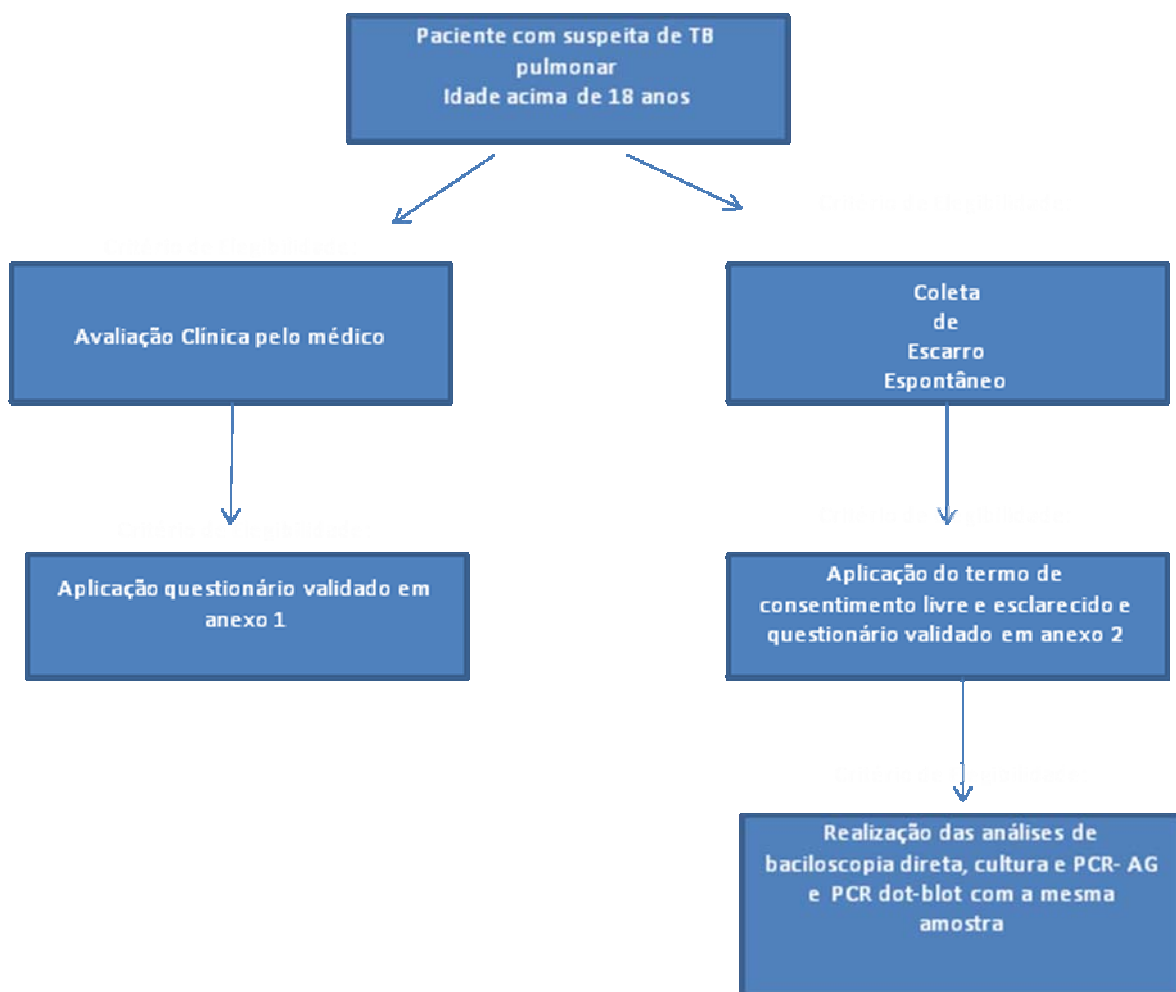 Paciente com suspeita de TB
pulmonar
Idade acima de 18 anos
Avaliação Clínica pelo médico
Coleta
de
Escarro
Espontâneo
Aplicação questionário validado em
anexo 1
Aplicação do termo de
consentimento livre e esclarecido e
questionário validado em anexo 2
Realização das análises de
baciloscopia direta, cultura e PCR- AG
e PCR dot-blot com a mesma
amostra